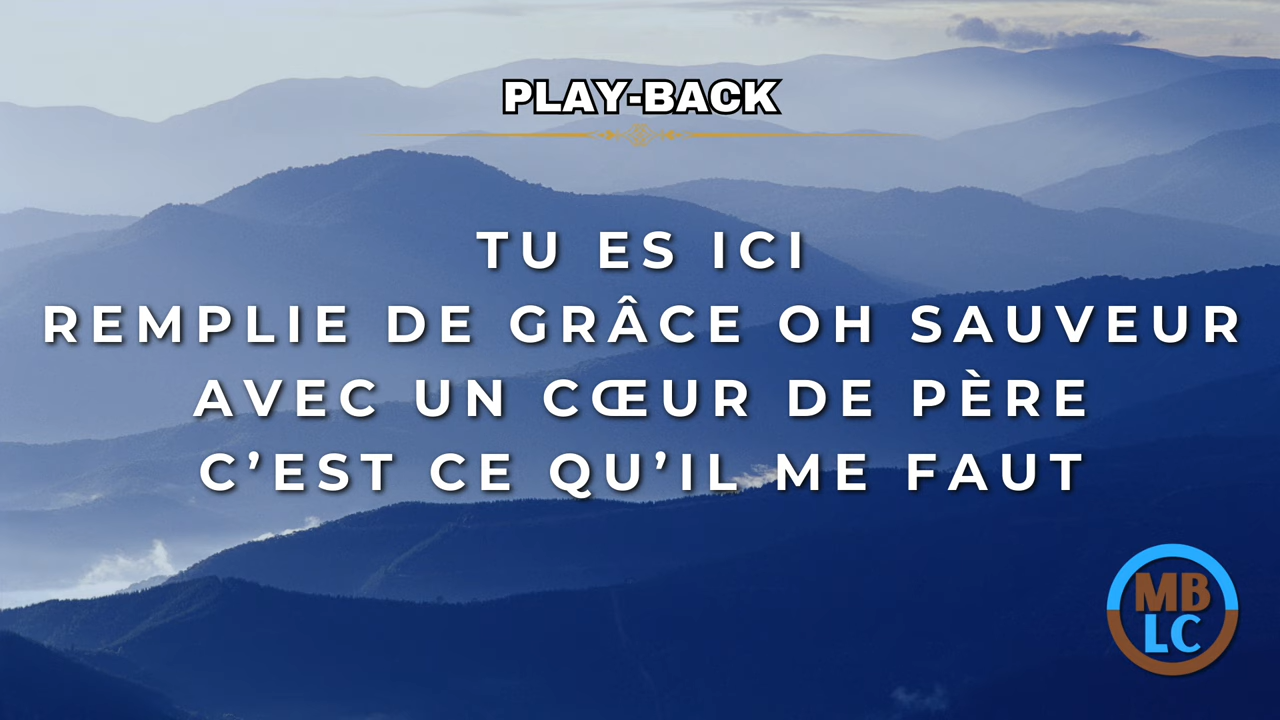 PLAY-BACK
TU ES ICI
REMPLIE DE GRÂCE OH SAUVEUR
AVEC UN CŒUR DE PÈRE
C’EST CE QU’IL ME FAUT
MB
LC